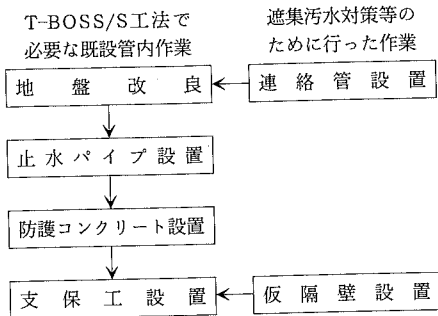 T-BOSS/S工法で
必要な既設管内作業
遮集汚水対策等の
ために行った作業
地盤改良
連絡管設置
止水パイプ設置
防護コンクリート設置
支保工設置
仮隔壁設置